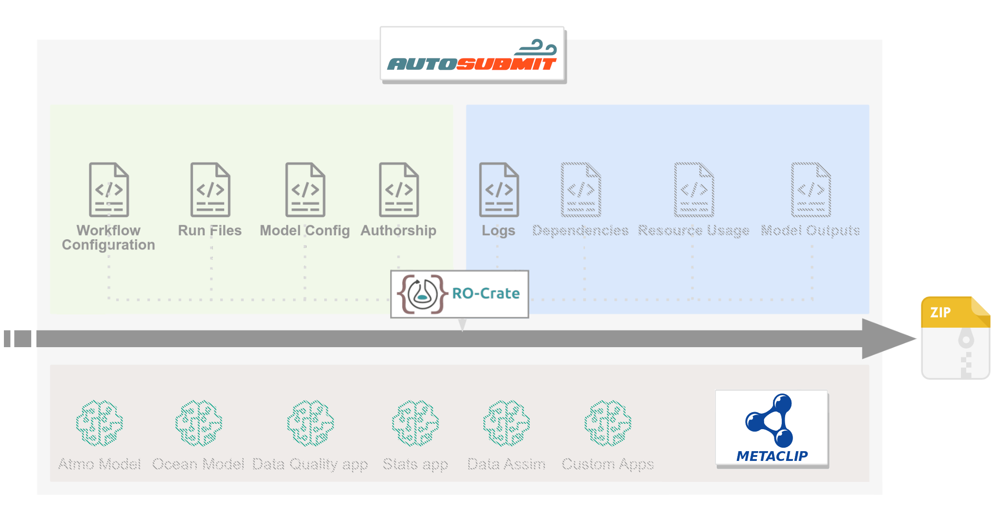 AUTOSUBMIT
Workflow
Configuration
Run Files
Model Config
Authorship
Logs
Dependencies
Resource Usage
Model Outputs
RO-Crate
ZIP
Atmo Model
Ocean Model
Data Quality app
Stats app
Data Assim
Custom Apps
METACLIP